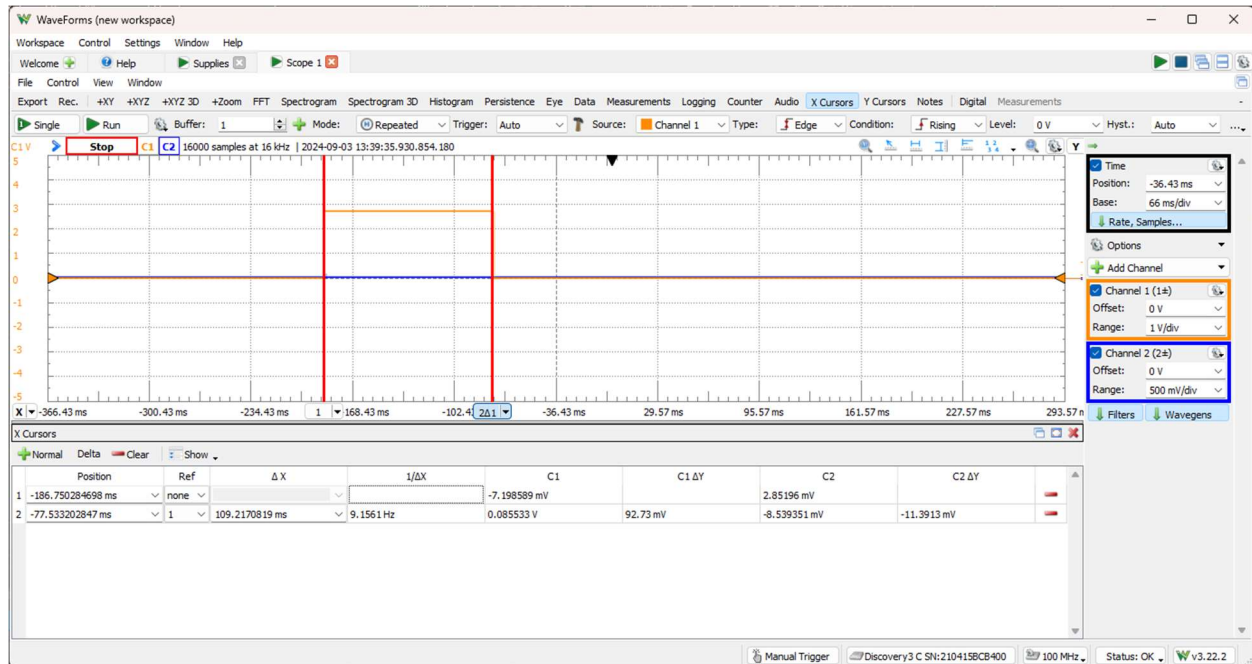 WaveForms (new workspace)
Workspace Control Settings Window Help
Welcome Help Supplies Scope 1
File Control View Window
Export Rec. +XY +XYZ +XYZ 3D +Zoom FFT Spectrogram Spectrogram 3D Histogram Persistence Eye Data Measurements Logging Counter Audio X Cursors Y Cursors Notes Digital Measurements
Single Run Buffer: 1 Mode: Repeated Trigger: Auto Source: Channel 1 Type: Edge Condition: Rising Level: 0 V Hyst.: Auto ...
C1 V Stop C1 C2 16000 samples at 16 kHz | 2024-09-03 13:39:35.930.854.180 Y
5
4
3
2
1
0
-1
-2
-3
-4
-5
X -366.43 ms -300.43 ms -234.43 ms 1 168.43 ms -102.4 2Δ1 -36.43 ms 29.57 ms 95.57 ms 161.57 ms 227.57 ms 293.57 n
Time
Position: -36.43 ms
Base: 66 ms/div
Rate, Samples...
Options
Add Channel
Channel 1 (1±)
Offset: 0 V
Range: 1 V/div
Channel 2 (2±)
Offset: 0 V
Range: 500 mV/div
Filters Wavegens
X Cursors
Normal Delta Clear Show
Position Ref Δ X 1/ΔX C1 C1 ΔY C2 C2 ΔY
1 -186.750284698 ms none -7.198589 mV 2.85196 mV
2 -77.533202847 ms 1 109.2170819 ms 9.1561 Hz 0.085533 V 92.73 mV -8.539351 mV -11.3913 mV
Manual Trigger Discovery3 C SN:210415BCB400 100 MHz Status: OK v3.22.2